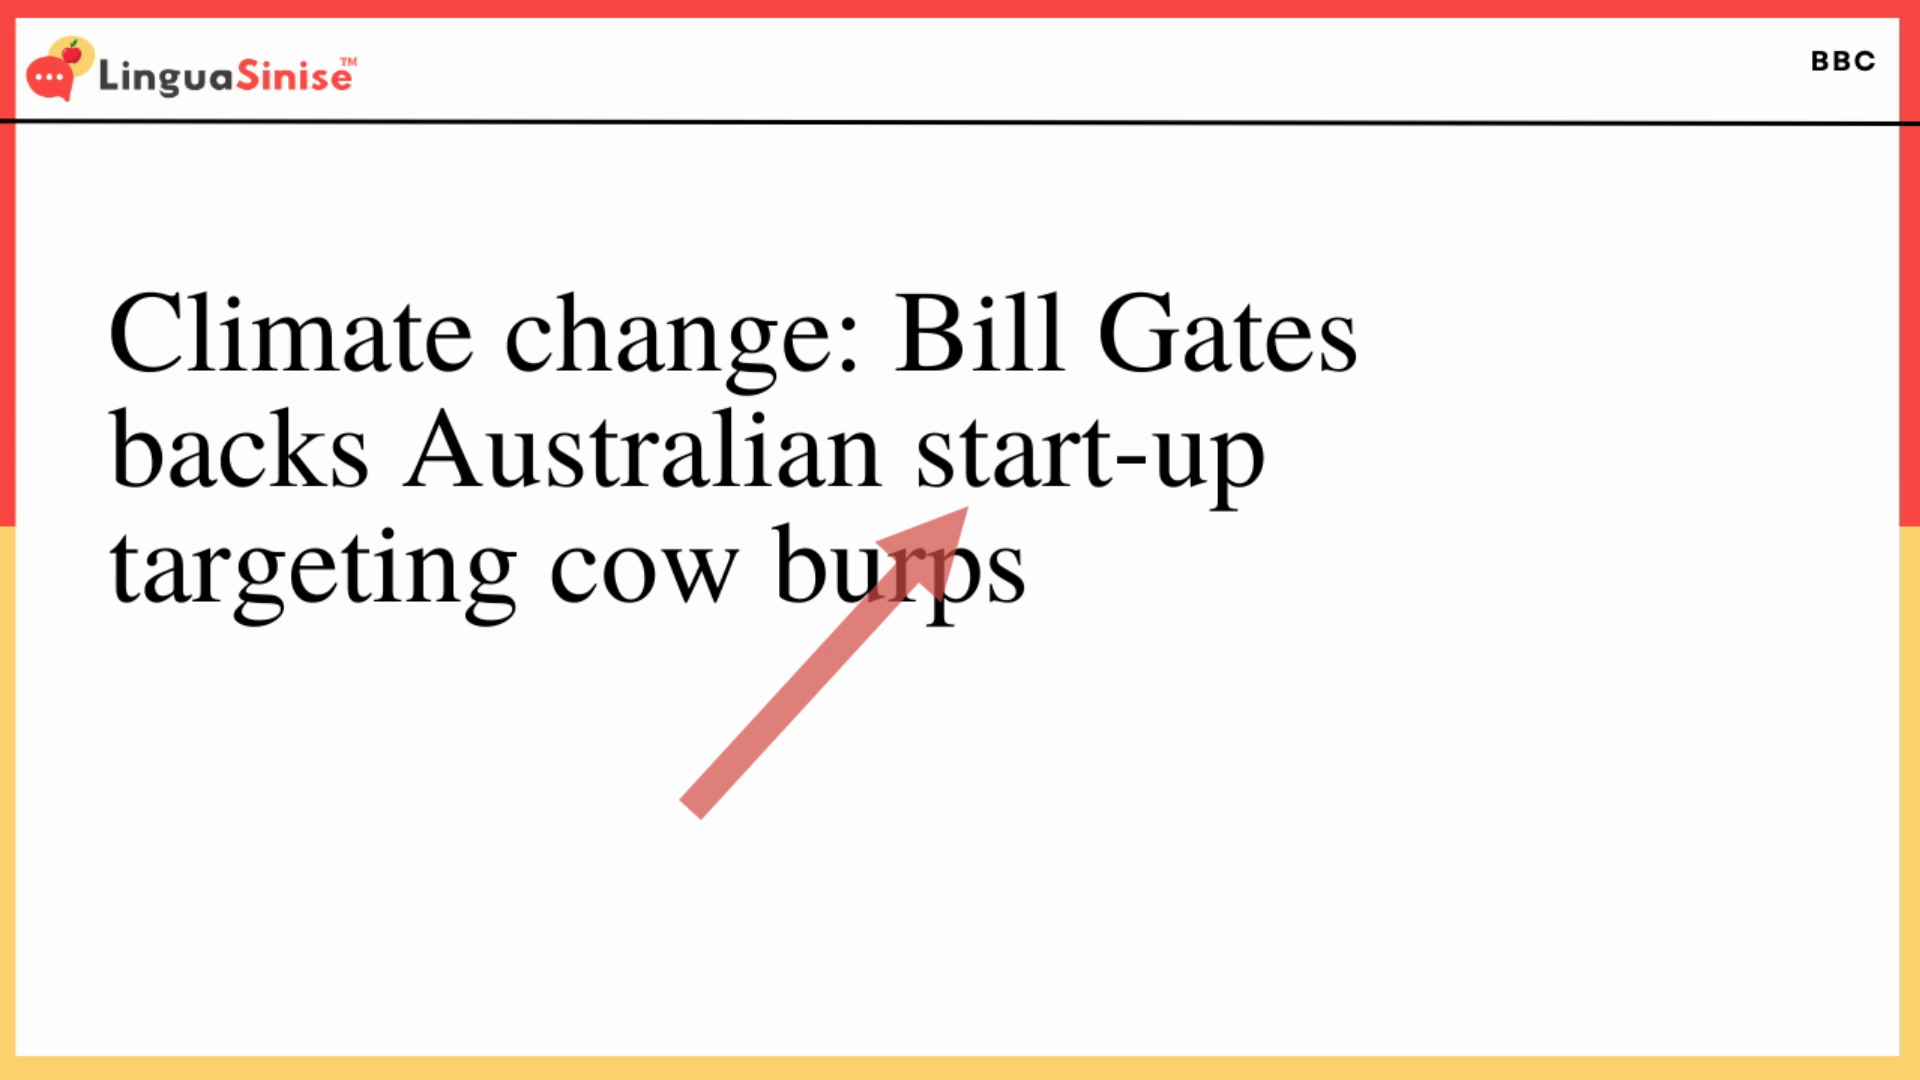 LinguaSinise™
BBC
Climate change: Bill Gates
backs Australian start-up
targeting cow burps